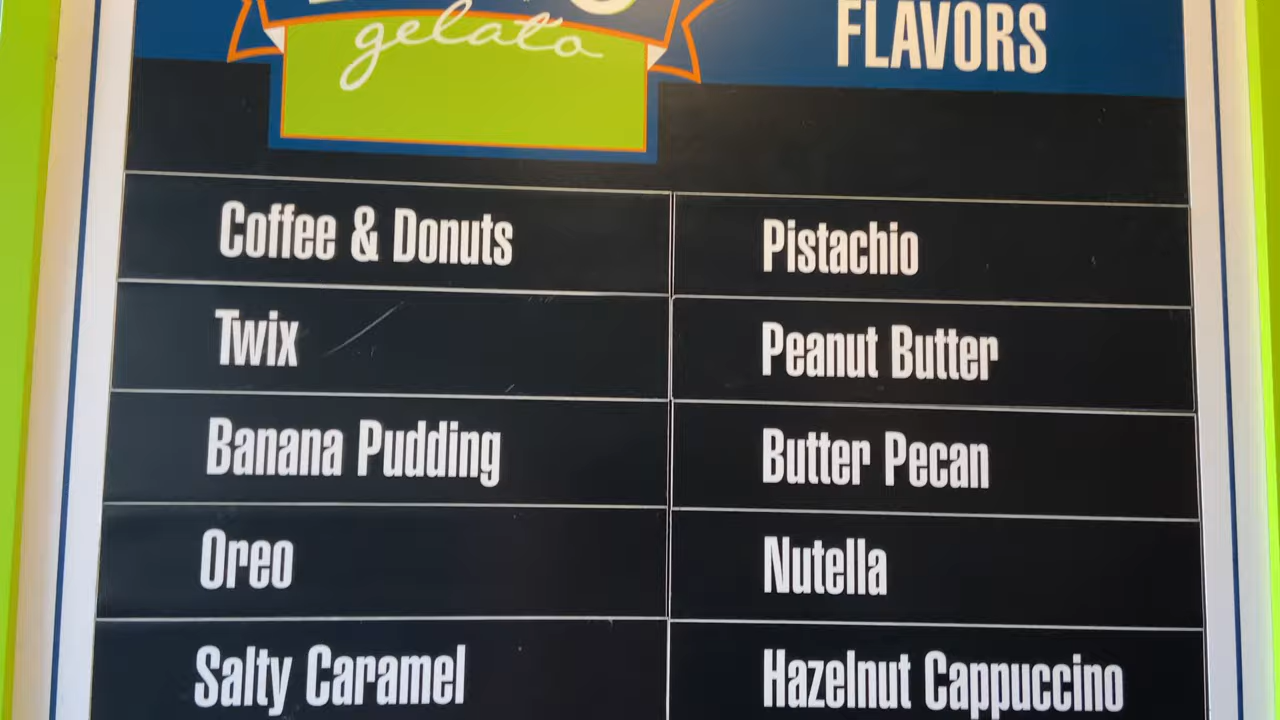 gelato
FLAVORS
Coffee & Donuts
Pistachio
Twix
Peanut Butter
Banana Pudding
Butter Pecan
Oreo
Nutella
Salty Caramel
Hazelnut Cappuccino